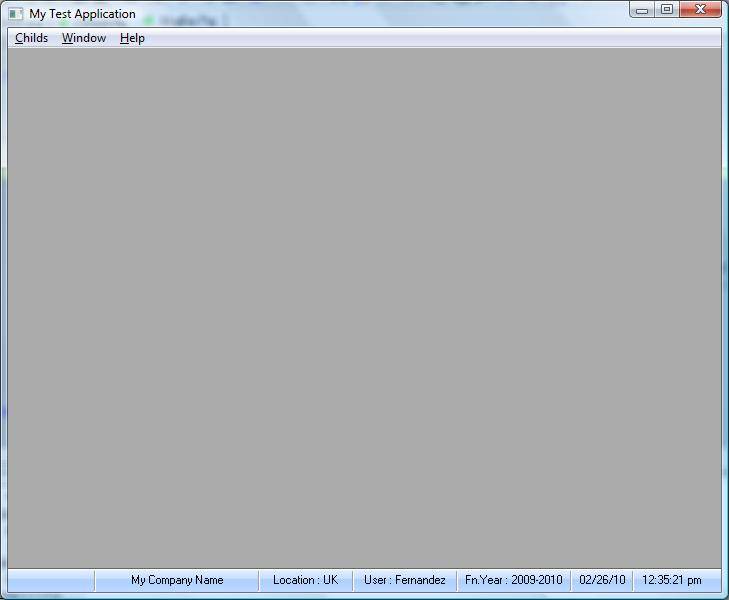 My Test Application
Childs Window Help
My Company Name Location : UK User : Fernandez Fn.Year : 2009-2010 02/26/10 12:35:21 pm